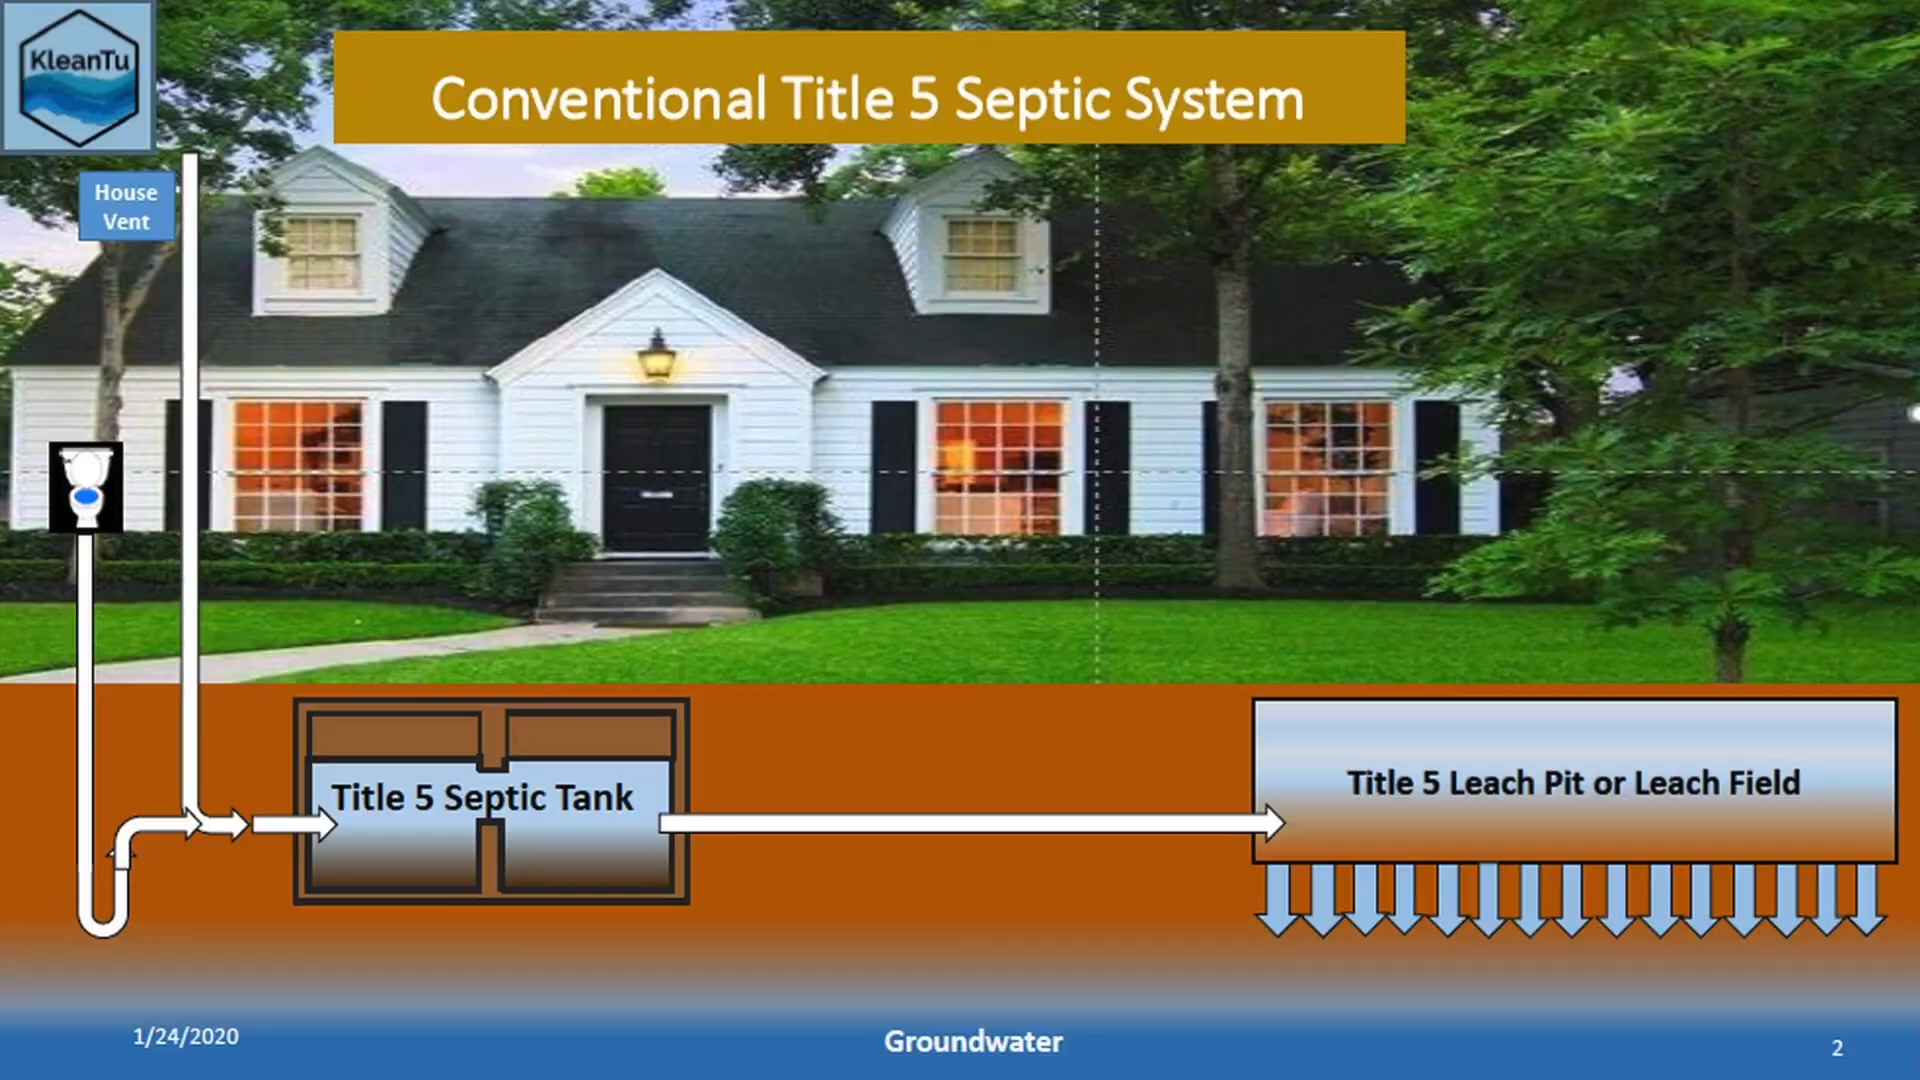 KleanTu
Conventional Title 5 Septic System
House
Vent
Title 5 Septic Tank
Title 5 Leach Pit or Leach Field
1/24/2020
Groundwater
2